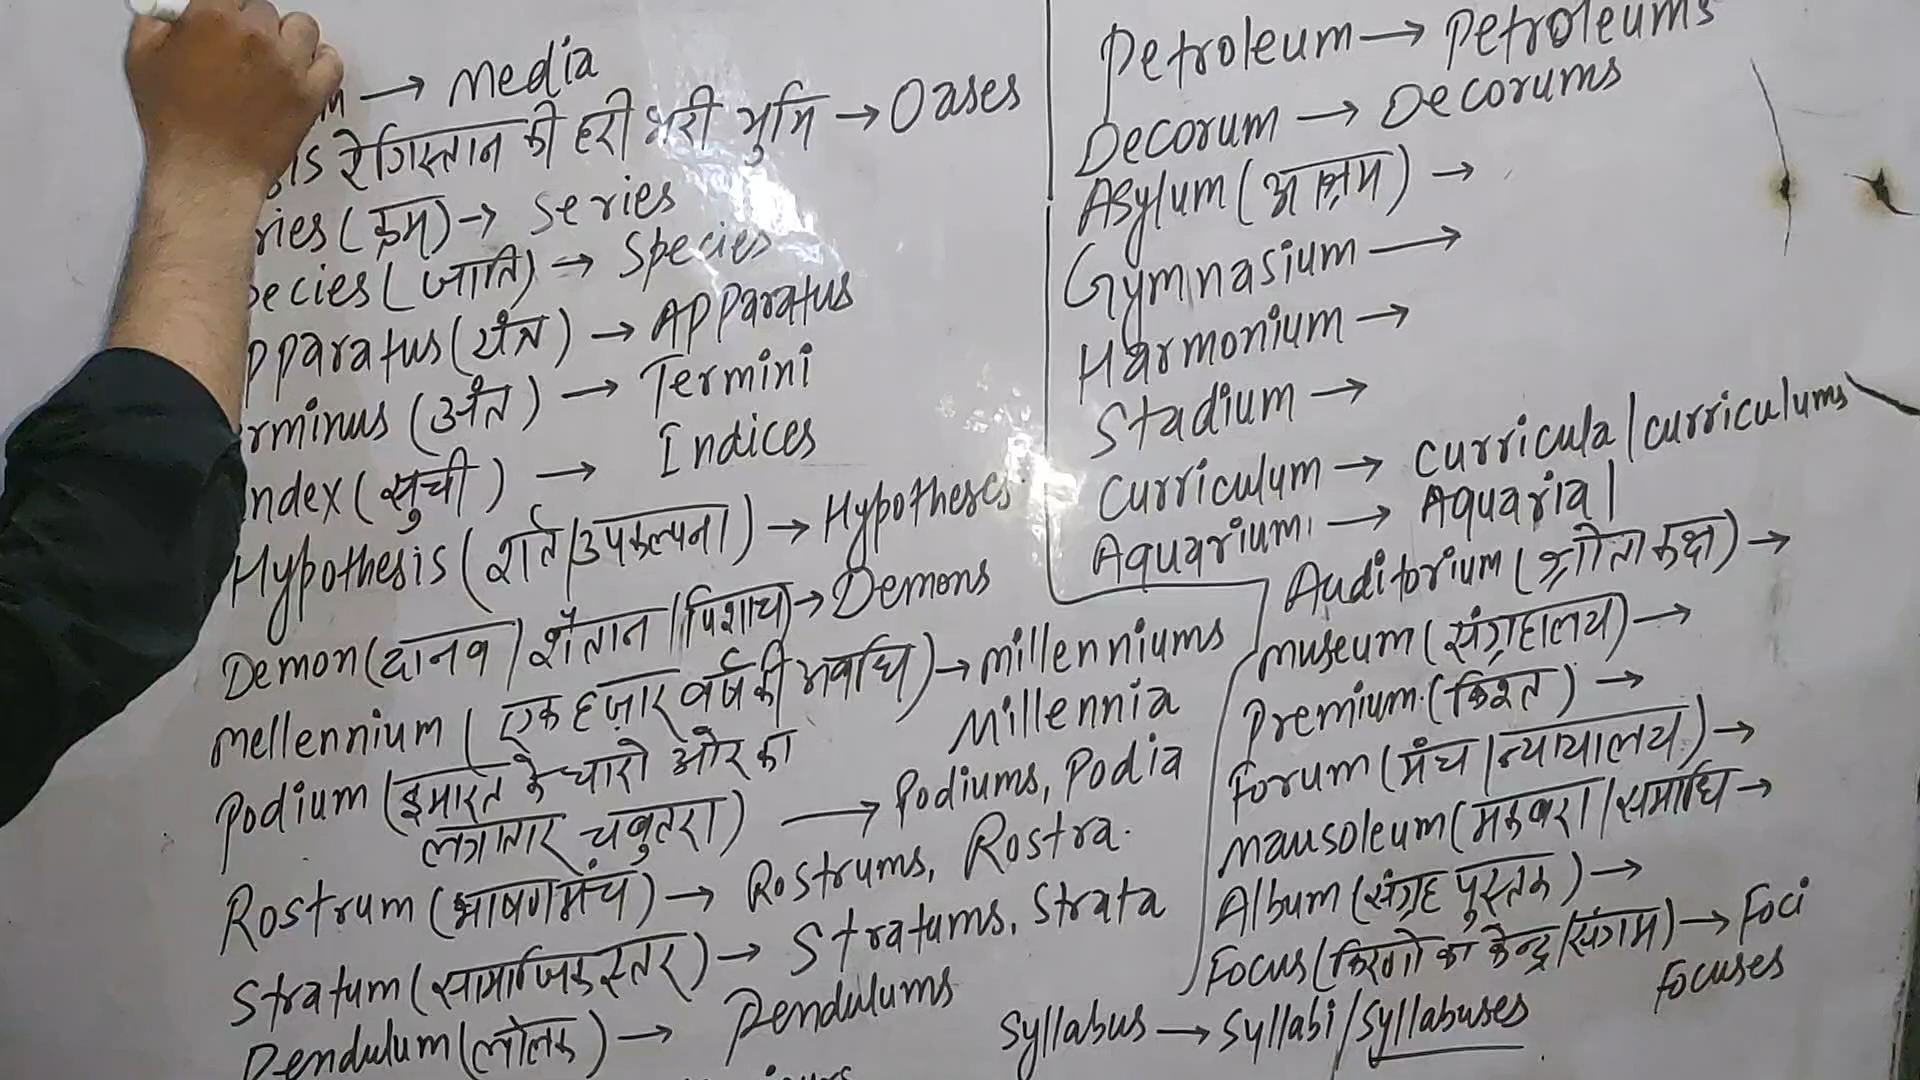 → Media
रेगिस्तान की हरी भरी भुमि → Oases
ries (क्रम) → Series
pecies (जाति) → Species
pparatus (यंत्र) → Apparatus
rminus (अंत) → Termini
ndex (सुची) → Indices
Hypothesis (शर्त/उपकल्पना) → Hypotheses
Demon (दानव/शैतान/पिशाच) → Demons
Mellennium (एक हज़ार वर्ष की अवधि) → Millenniums
Millennia
Podium (इमारत के चारो ओर का
लगातार चबुतरा) → Podiums, Podia
Rostrum (भाषण मंच) → Rostrums, Rostra.
Stratum (सामाजिक स्तर) → Stratums, Strata
Pendulum (लोलक) → Pendulums
Petroleum → Petroleums
Decorum → Decorums
Asylum (आश्रम) →
Gymnasium →
Harmonium →
Stadium →
Curriculum → Curricula/curriculums
Aquarium → Aquaria/
Auditorium (श्रोता कक्ष) →
Museum (संग्रहालय) →
Premium (किश्त) →
Forum (मंच/न्यायालय) →
Mausoleum (मकबरा/समाधि →
Album (संग्रह पुस्तक) →
Focus (किरणो का केन्द्र/संगम) → Foci
Focuses
Syllabus → Syllabi/Syllabuses